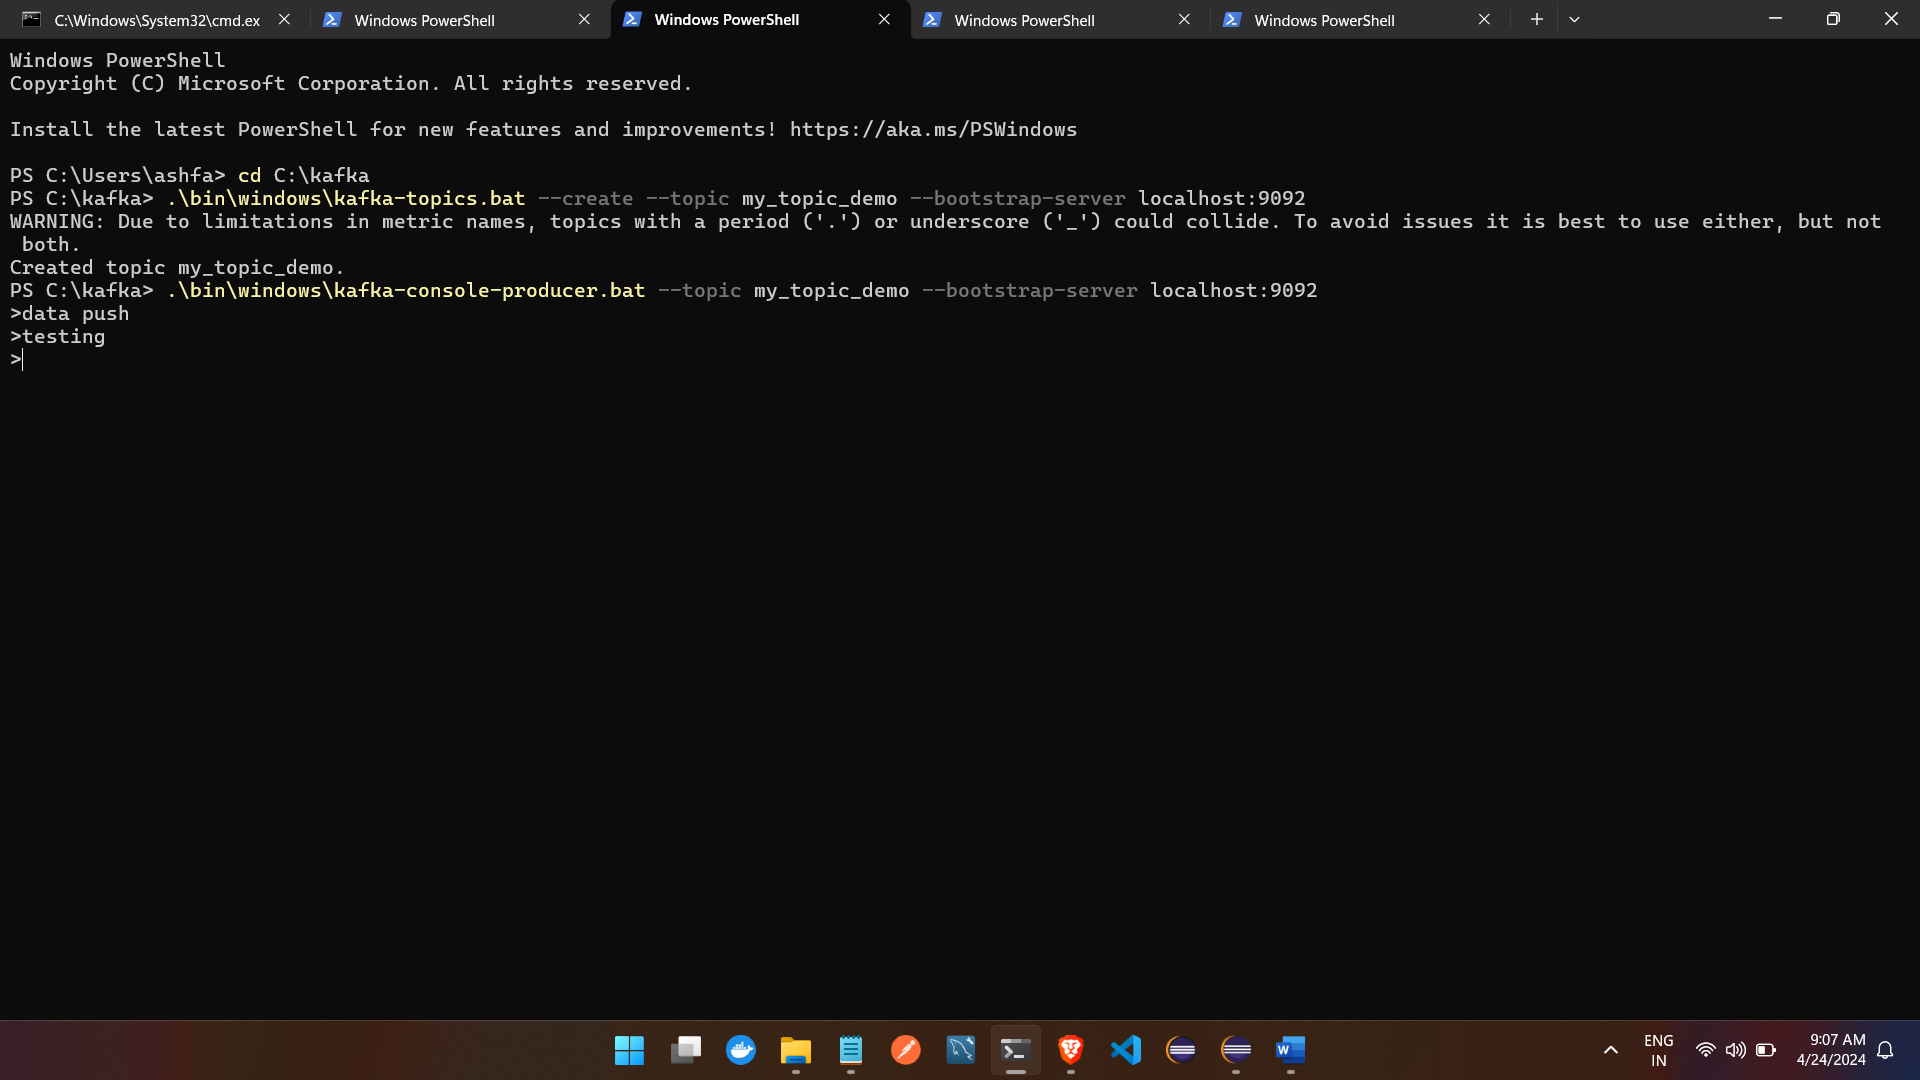 C:\Windows\System32\cmd.ex
Windows PowerShell
Windows PowerShell
Windows PowerShell
Windows PowerShell
Windows PowerShell
Copyright (C) Microsoft Corporation. All rights reserved.
Install the latest PowerShell for new features and improvements! https://aka.ms/PSWindows
PS C:\Users\ashfa> cd C:\kafka
PS C:\kafka> .\bin\windows\kafka-topics.bat --create --topic my_topic_demo --bootstrap-server localhost:9092
WARNING: Due to limitations in metric names, topics with a period ('.') or underscore ('_') could collide. To avoid issues it is best to use either, but not
both.
Created topic my_topic_demo.
PS C:\kafka> .\bin\windows\kafka-console-producer.bat --topic my_topic_demo --bootstrap-server localhost:9092
>data push
>testing
>
ENG
IN
9:07 AM
4/24/2024